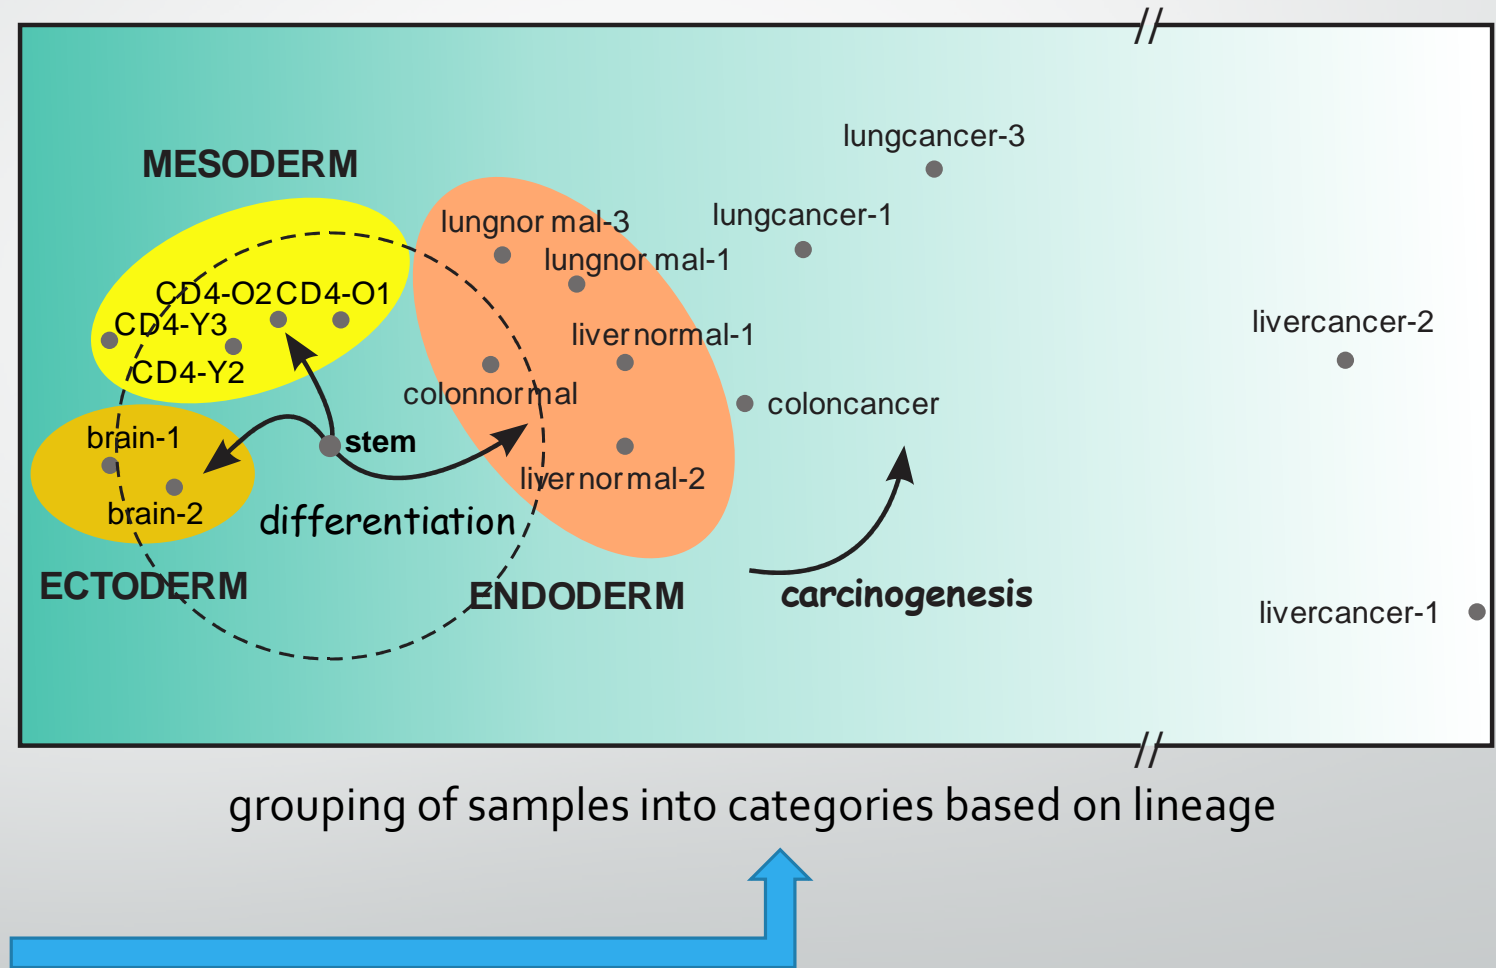 lungcancer-3
MESODERM
lungnor mal-3
lungcancer-1
lungnor mal-1
CD4-O2 CD4-O1
CD4-Y3
livernormal-1
livercancer-2
CD4-Y2
colonnormal
coloncancer
brain-1
stem
livernormal-2
brain-2
differentiation
ECTODERM
ENDODERM
carcinogenesis
livercancer-1
grouping of samples into categories based on lineage